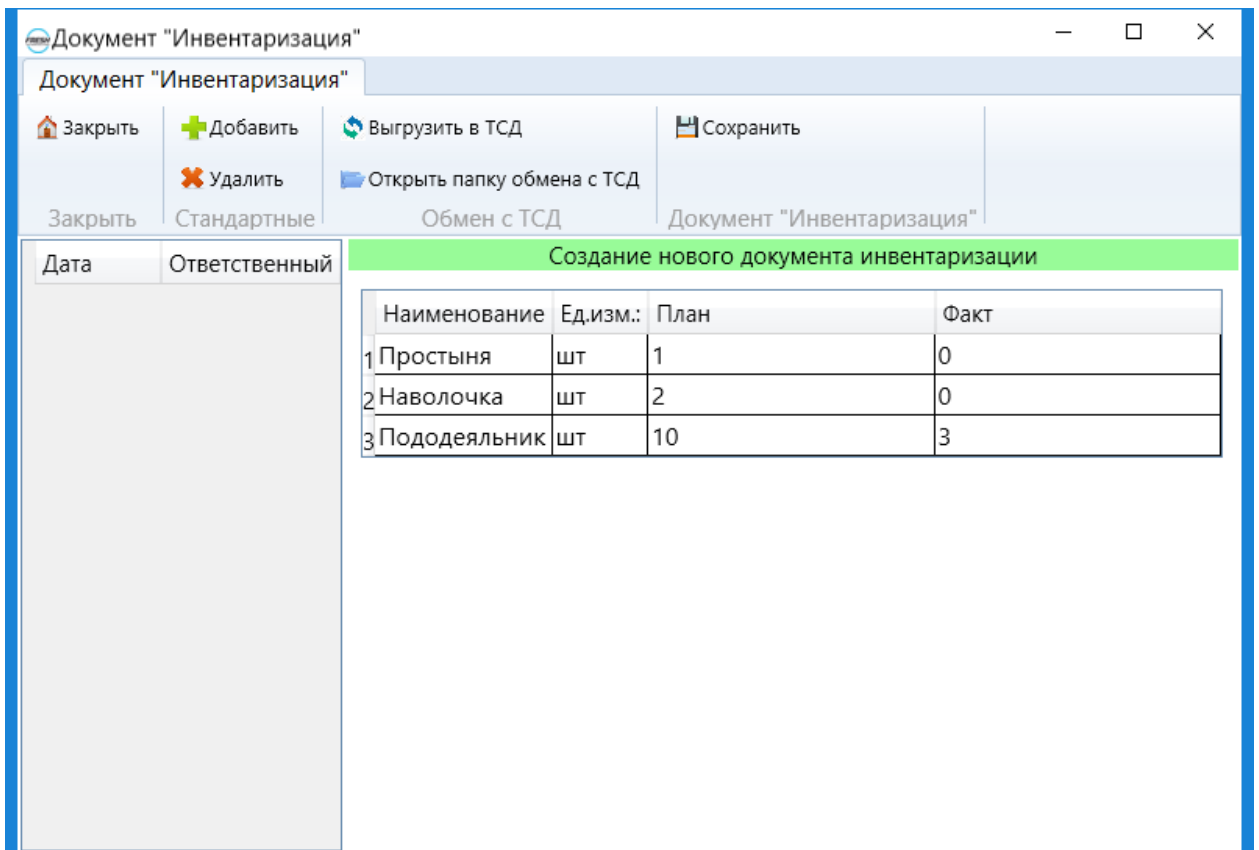 Документ "Инвентаризация"
Документ "Инвентаризация"
Закрыть Добавить Выгрузить в ТСД Сохранить
Удалить Открыть папку обмена с ТСД
Закрыть Стандартные Обмен с ТСД Документ "Инвентаризация"
Дата Ответственный Создание нового документа инвентаризации
Наименование Ед.изм.: План Факт
1 Простыня шт 1 0
2 Наволочка шт 2 0
3 Пододеяльник шт 10 3